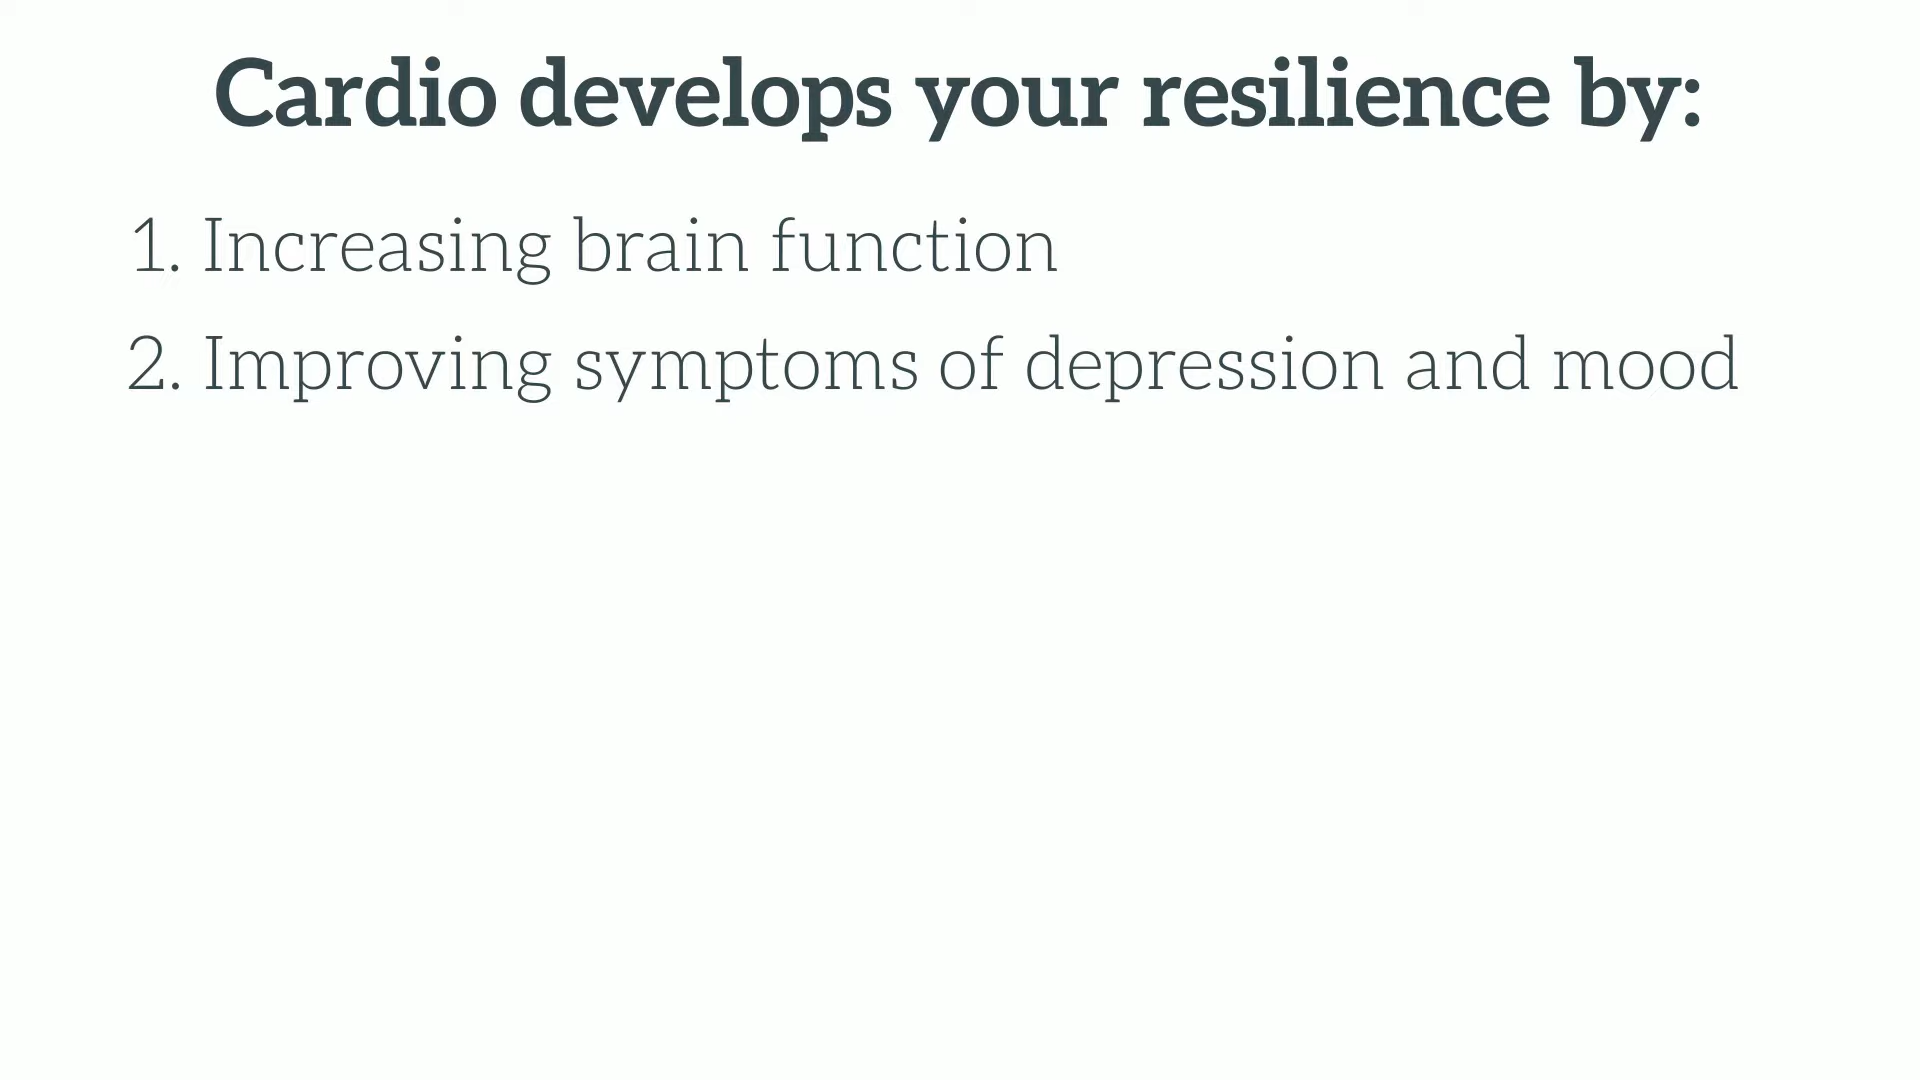 Cardio develops your resilience by:
1. Increasing brain function
2. Improving symptoms of depression and mood